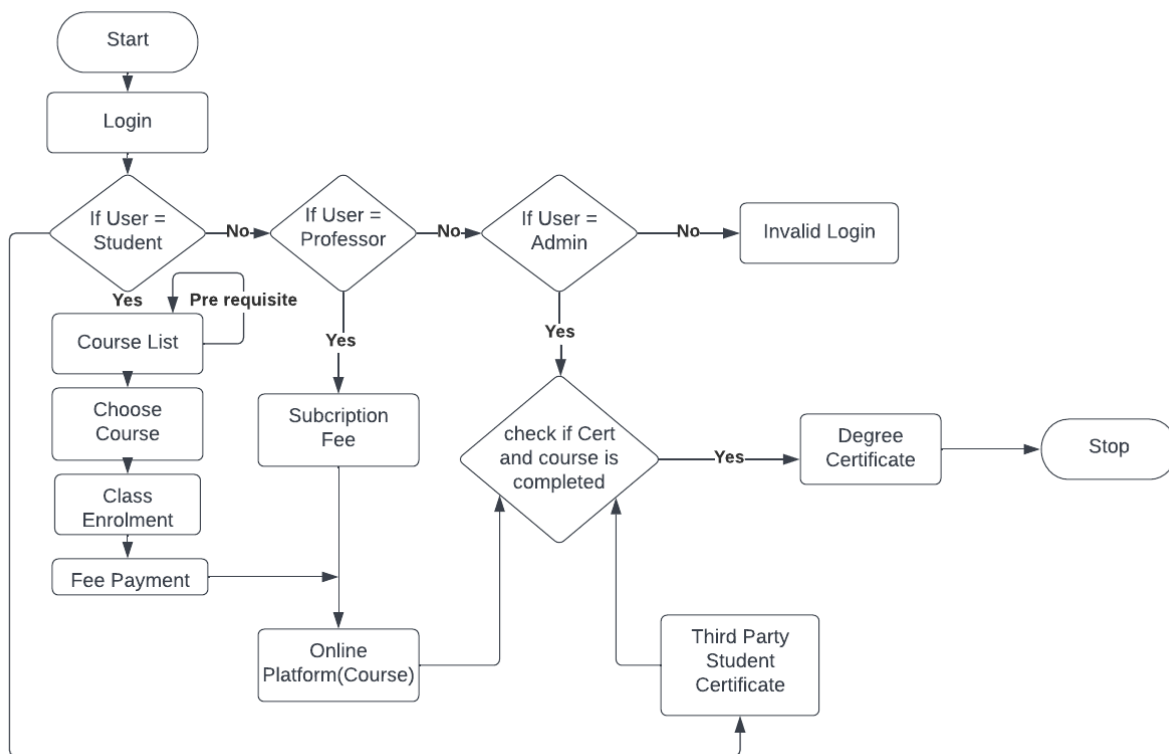 Start
Login
If User =
Student
No
If User =
Professor
No
If User =
Admin
No
Invalid Login
Yes
Pre requisite
Course List
Yes
Yes
Choose
Course
Subcription
Fee
check if Cert
and course is
completed
Yes
Degree
Certificate
Stop
Class
Enrolment
Fee Payment
Online
Platform(Course)
Third Party
Student
Certificate